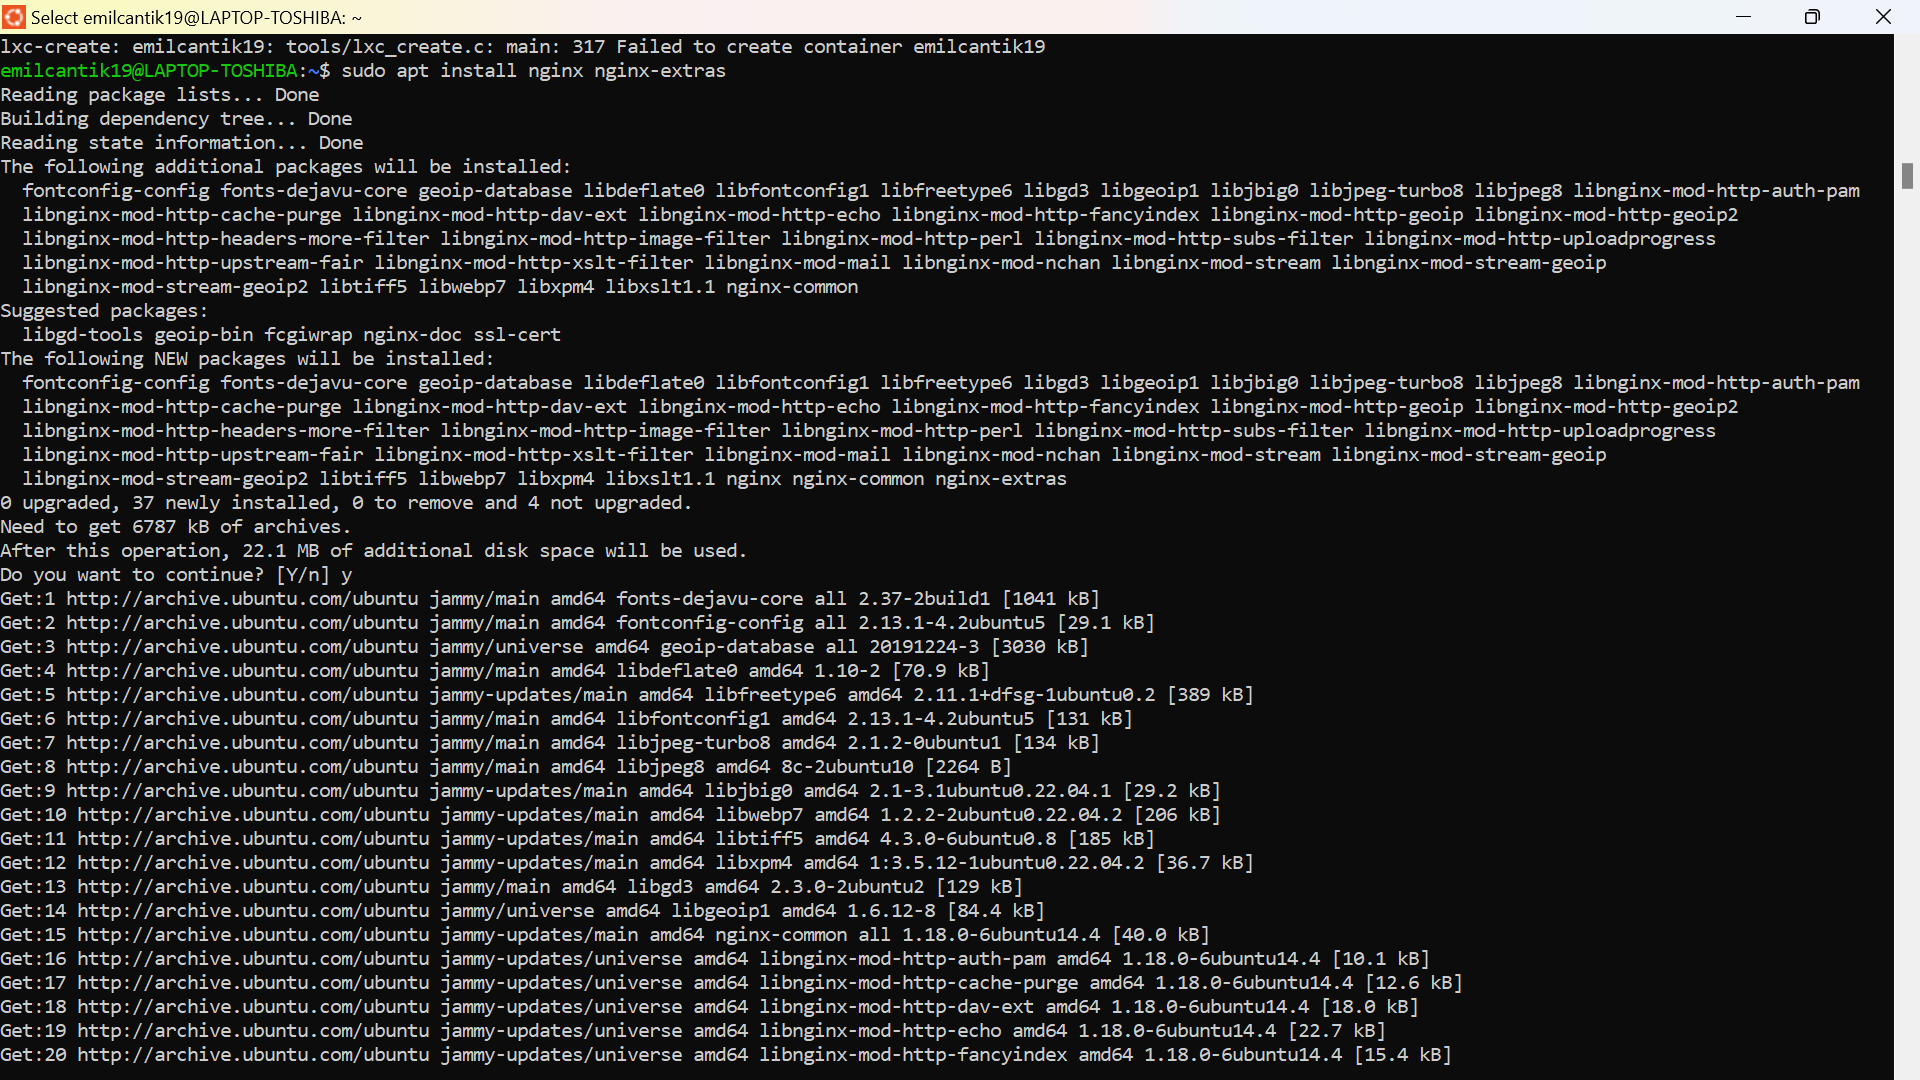 Select emilcantik19@LAPTOP-TOSHIBA: ~
lxc-create: emilcantik19: tools/lxc_create.c: main: 317 Failed to create container emilcantik19
emilcantik19@LAPTOP-TOSHIBA:~$ sudo apt install nginx nginx-extras
Reading package lists... Done
Building dependency tree... Done
Reading state information... Done
The following additional packages will be installed:
  fontconfig-config fonts-dejavu-core geoip-database libdeflate0 libfontconfig1 libfreetype6 libgd3 libgeoip1 libjbig0 libjpeg-turbo8 libjpeg8 libnginx-mod-http-auth-pam
  libnginx-mod-http-cache-purge libnginx-mod-http-dav-ext libnginx-mod-http-echo libnginx-mod-http-fancyindex libnginx-mod-http-geoip libnginx-mod-http-geoip2
  libnginx-mod-http-headers-more-filter libnginx-mod-http-image-filter libnginx-mod-http-perl libnginx-mod-http-subs-filter libnginx-mod-http-uploadprogress
  libnginx-mod-http-upstream-fair libnginx-mod-http-xslt-filter libnginx-mod-mail libnginx-mod-nchan libnginx-mod-stream libnginx-mod-stream-geoip
  libnginx-mod-stream-geoip2 libtiff5 libwebp7 libxpm4 libxslt1.1 nginx-common
Suggested packages:
  libgd-tools geoip-bin fcgiwrap nginx-doc ssl-cert
The following NEW packages will be installed:
  fontconfig-config fonts-dejavu-core geoip-database libdeflate0 libfontconfig1 libfreetype6 libgd3 libgeoip1 libjbig0 libjpeg-turbo8 libjpeg8 libnginx-mod-http-auth-pam
  libnginx-mod-http-cache-purge libnginx-mod-http-dav-ext libnginx-mod-http-echo libnginx-mod-http-fancyindex libnginx-mod-http-geoip libnginx-mod-http-geoip2
  libnginx-mod-http-headers-more-filter libnginx-mod-http-image-filter libnginx-mod-http-perl libnginx-mod-http-subs-filter libnginx-mod-http-uploadprogress
  libnginx-mod-http-upstream-fair libnginx-mod-http-xslt-filter libnginx-mod-mail libnginx-mod-nchan libnginx-mod-stream libnginx-mod-stream-geoip
  libnginx-mod-stream-geoip2 libtiff5 libwebp7 libxpm4 libxslt1.1 nginx nginx-common nginx-extras
0 upgraded, 37 newly installed, 0 to remove and 4 not upgraded.
Need to get 6787 kB of archives.
After this operation, 22.1 MB of additional disk space will be used.
Do you want to continue? [Y/n] y
Get:1 http://archive.ubuntu.com/ubuntu jammy/main amd64 fonts-dejavu-core all 2.37-2build1 [1041 kB]
Get:2 http://archive.ubuntu.com/ubuntu jammy/main amd64 fontconfig-config all 2.13.1-4.2ubuntu5 [29.1 kB]
Get:3 http://archive.ubuntu.com/ubuntu jammy/universe amd64 geoip-database all 20191224-3 [3030 kB]
Get:4 http://archive.ubuntu.com/ubuntu jammy/main amd64 libdeflate0 amd64 1.10-2 [70.9 kB]
Get:5 http://archive.ubuntu.com/ubuntu jammy-updates/main amd64 libfreetype6 amd64 2.11.1+dfsg-1ubuntu0.2 [389 kB]
Get:6 http://archive.ubuntu.com/ubuntu jammy/main amd64 libfontconfig1 amd64 2.13.1-4.2ubuntu5 [131 kB]
Get:7 http://archive.ubuntu.com/ubuntu jammy/main amd64 libjpeg-turbo8 amd64 2.1.2-0ubuntu1 [134 kB]
Get:8 http://archive.ubuntu.com/ubuntu jammy/main amd64 libjpeg8 amd64 8c-2ubuntu10 [2264 B]
Get:9 http://archive.ubuntu.com/ubuntu jammy-updates/main amd64 libjbig0 amd64 2.1-3.1ubuntu0.22.04.1 [29.2 kB]
Get:10 http://archive.ubuntu.com/ubuntu jammy-updates/main amd64 libwebp7 amd64 1.2.2-2ubuntu0.22.04.2 [206 kB]
Get:11 http://archive.ubuntu.com/ubuntu jammy-updates/main amd64 libtiff5 amd64 4.3.0-6ubuntu0.8 [185 kB]
Get:12 http://archive.ubuntu.com/ubuntu jammy-updates/main amd64 libxpm4 amd64 1:3.5.12-1ubuntu0.22.04.2 [36.7 kB]
Get:13 http://archive.ubuntu.com/ubuntu jammy/main amd64 libgd3 amd64 2.3.0-2ubuntu2 [129 kB]
Get:14 http://archive.ubuntu.com/ubuntu jammy/universe amd64 libgeoip1 amd64 1.6.12-8 [84.4 kB]
Get:15 http://archive.ubuntu.com/ubuntu jammy-updates/main amd64 nginx-common all 1.18.0-6ubuntu14.4 [40.0 kB]
Get:16 http://archive.ubuntu.com/ubuntu jammy-updates/universe amd64 libnginx-mod-http-auth-pam amd64 1.18.0-6ubuntu14.4 [10.1 kB]
Get:17 http://archive.ubuntu.com/ubuntu jammy-updates/universe amd64 libnginx-mod-http-cache-purge amd64 1.18.0-6ubuntu14.4 [12.6 kB]
Get:18 http://archive.ubuntu.com/ubuntu jammy-updates/universe amd64 libnginx-mod-http-dav-ext amd64 1.18.0-6ubuntu14.4 [18.0 kB]
Get:19 http://archive.ubuntu.com/ubuntu jammy-updates/universe amd64 libnginx-mod-http-echo amd64 1.18.0-6ubuntu14.4 [22.7 kB]
Get:20 http://archive.ubuntu.com/ubuntu jammy-updates/universe amd64 libnginx-mod-http-fancyindex amd64 1.18.0-6ubuntu14.4 [15.4 kB]